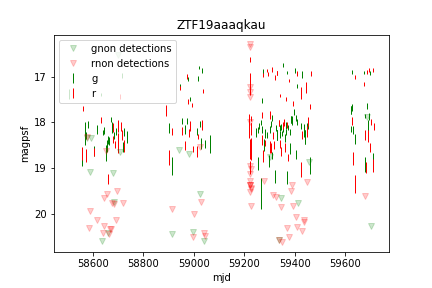 ZTF19aaaqkau
gnon detections
rnon detections
g
r
magpsf
17
18
19
20
58600
58800
59000
59200
59400
59600
mjd